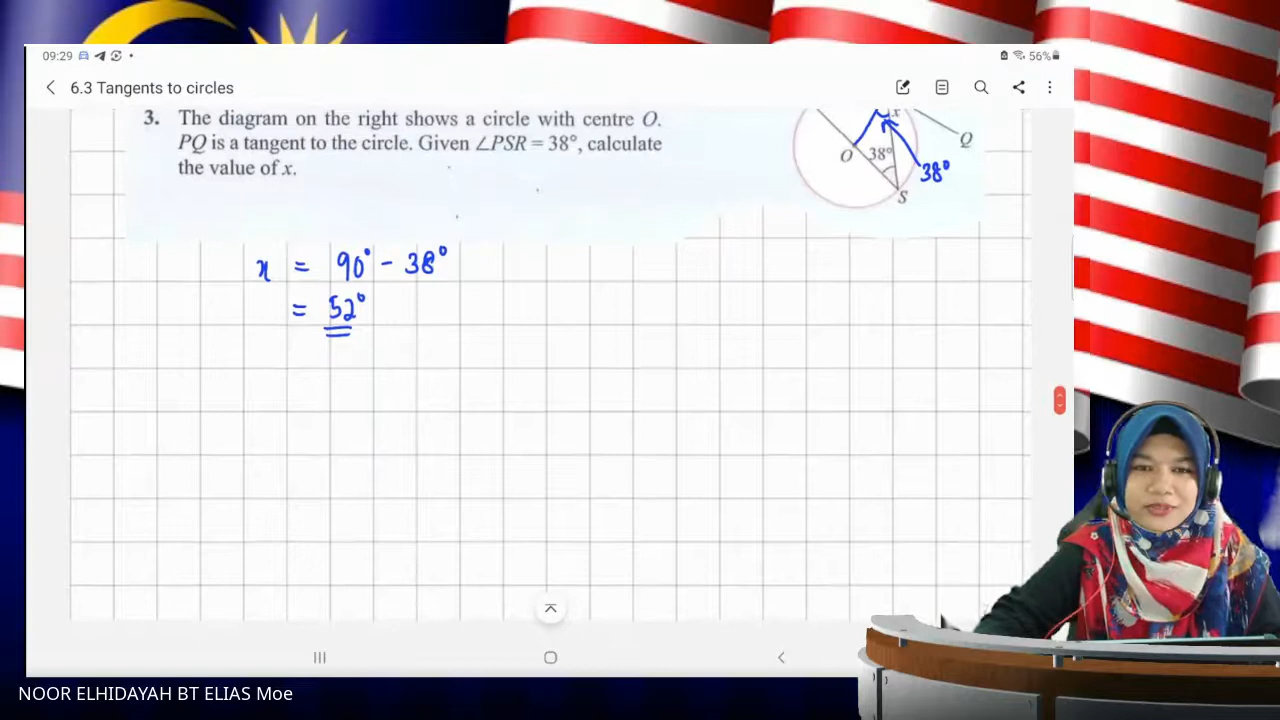 09:29
56%
6.3 Tangents to circles
3. The diagram on the right shows a circle with centre O.
PQ is a tangent to the circle. Given ∠PSR = 38°, calculate
the value of x.
x
Q
O
38°
38°
S
x = 90° - 38°
= 52°
NOOR ELHIDAYAH BT ELIAS Moe